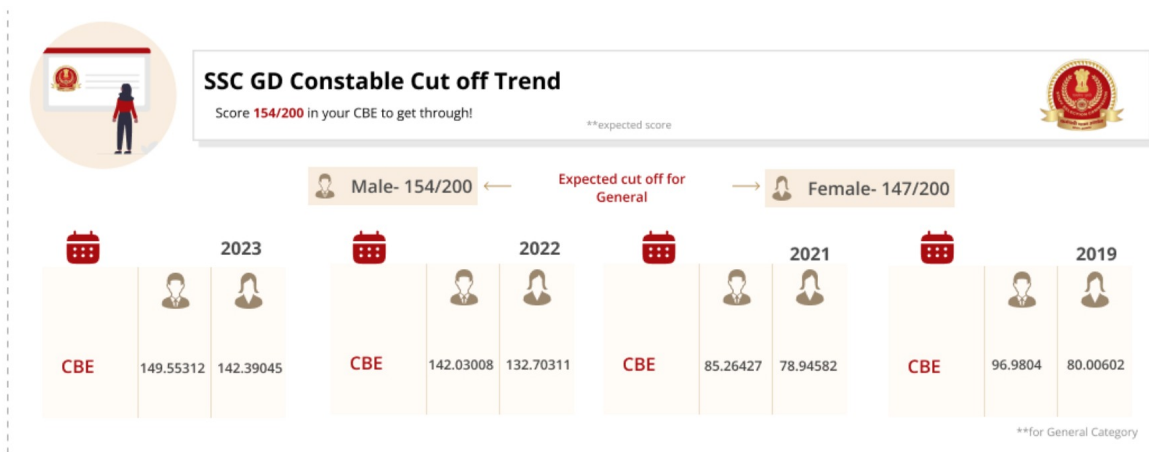 SSC GD Constable Cut off Trend
Score 154/200 in your CBE to get through!
**expected score
Male- 154/200
Expected cut off for
General
Female- 147/200
2023
2022
2021
2019
CBE
149.55312
142.39045
CBE
142.03008
132.70311
CBE
85.26427
78.94582
CBE
96.9804
80.00602
**for General Category